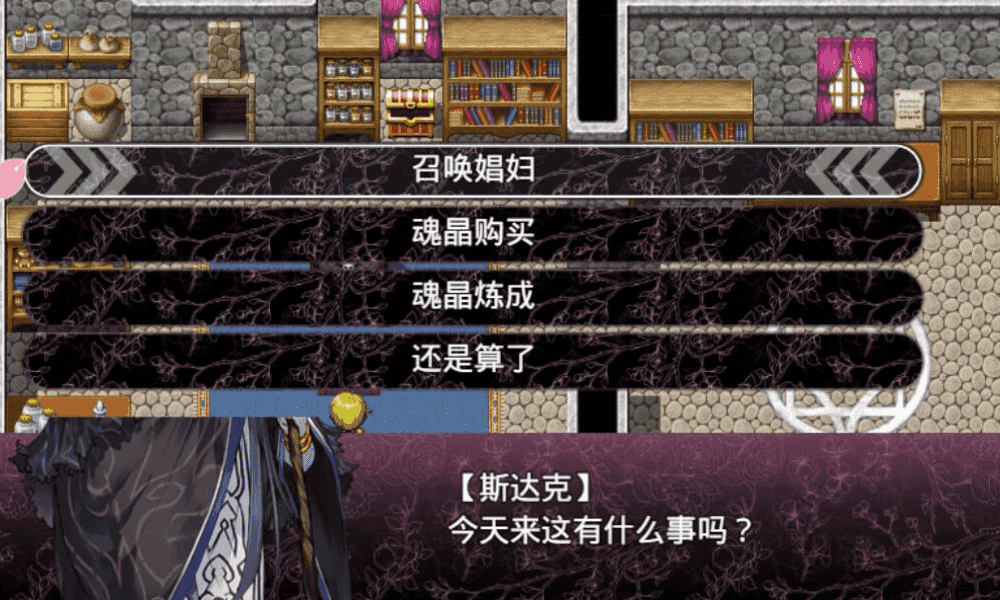 召唤娼妇
魂晶购买
魂晶炼成
还是算了
【斯达克】
今天来这有什么事吗？